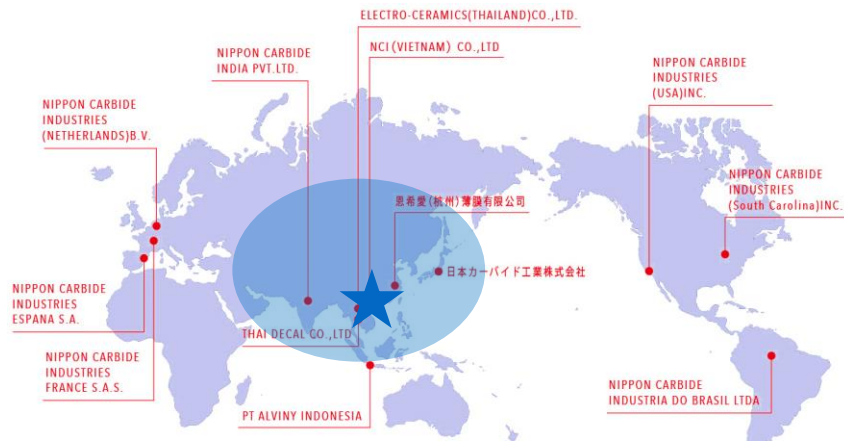 ELECTRO-CERAMICS(THAILAND)CO.,LTD.
NCI(VIETNAM) CO.,LTD
NIPPON CARBIDE
INDIA PVT.LTD.
NIPPON CARBIDE
INDUSTRIES
(USA)INC.
NIPPON CARBIDE
INDUSTRIES
(NETHERLANDS)B.V.
NIPPON CARBIDE
INDUSTRIES
(South Carolina)INC.
恩希愛(杭州)薄膜有限公司
日本カーバイド工業株式会社
NIPPON CARBIDE
INDUSTRIES
ESPANA S.A.
THAI DECAL CO.,LTD
NIPPON CARBIDE
INDUSTRIES
FRANCE S.A.S.
NIPPON CARBIDE
INDUSTRIA DO BRASIL LTDA
PT ALVINY INDONESIA